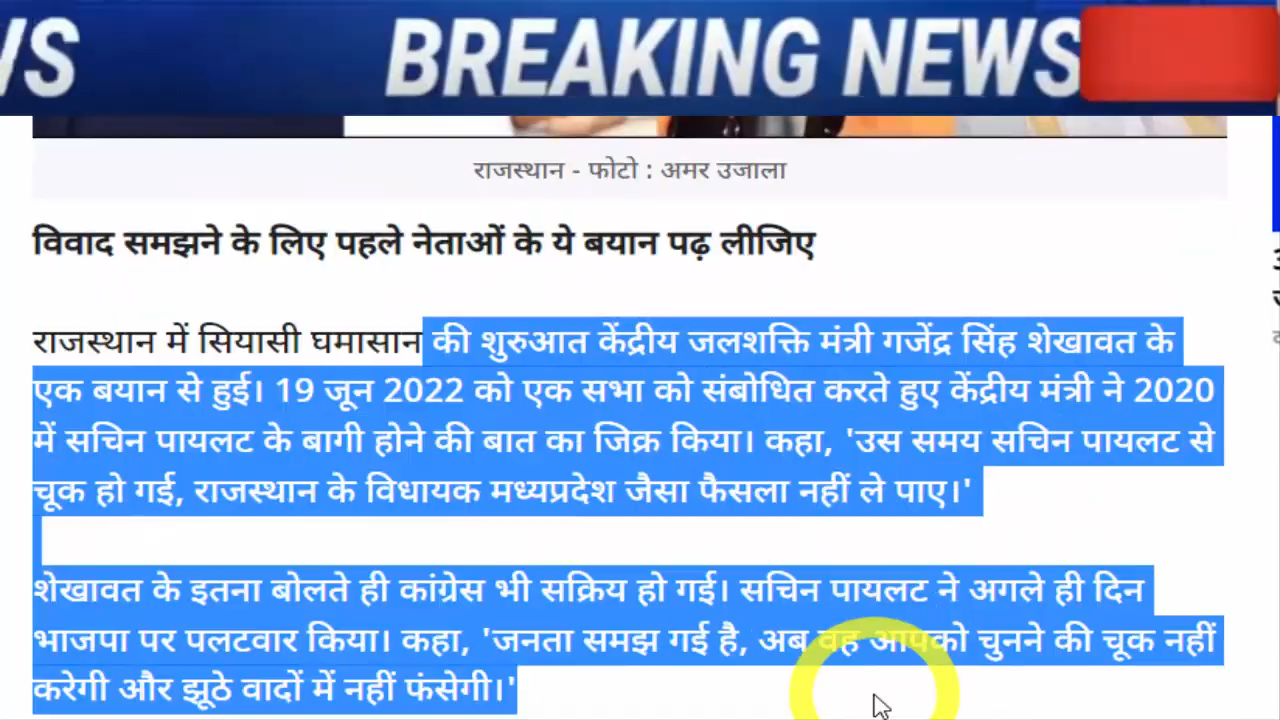 WS BREAKING NEWS
राजस्थान - फोटो : अमर उजाला
विवाद समझने के लिए पहले नेताओं के ये बयान पढ़ लीजिए
राजस्थान में सियासी घमासान की शुरुआत केंद्रीय जलशक्ति मंत्री गजेंद्र सिंह शेखावत के
एक बयान से हुई। 19 जून 2022 को एक सभा को संबोधित करते हुए केंद्रीय मंत्री ने 2020
में सचिन पायलट के बागी होने की बात का जिक्र किया। कहा, 'उस समय सचिन पायलट से
चूक हो गई, राजस्थान के विधायक मध्यप्रदेश जैसा फैसला नहीं ले पाए।'
शेखावत के इतना बोलते ही कांग्रेस भी सक्रिय हो गई। सचिन पायलट ने अगले ही दिन
भाजपा पर पलटवार किया। कहा, 'जनता समझ गई है, अब वह आपको चुनने की चूक नहीं
करेगी और झूठे वादों में नहीं फंसेगी।'